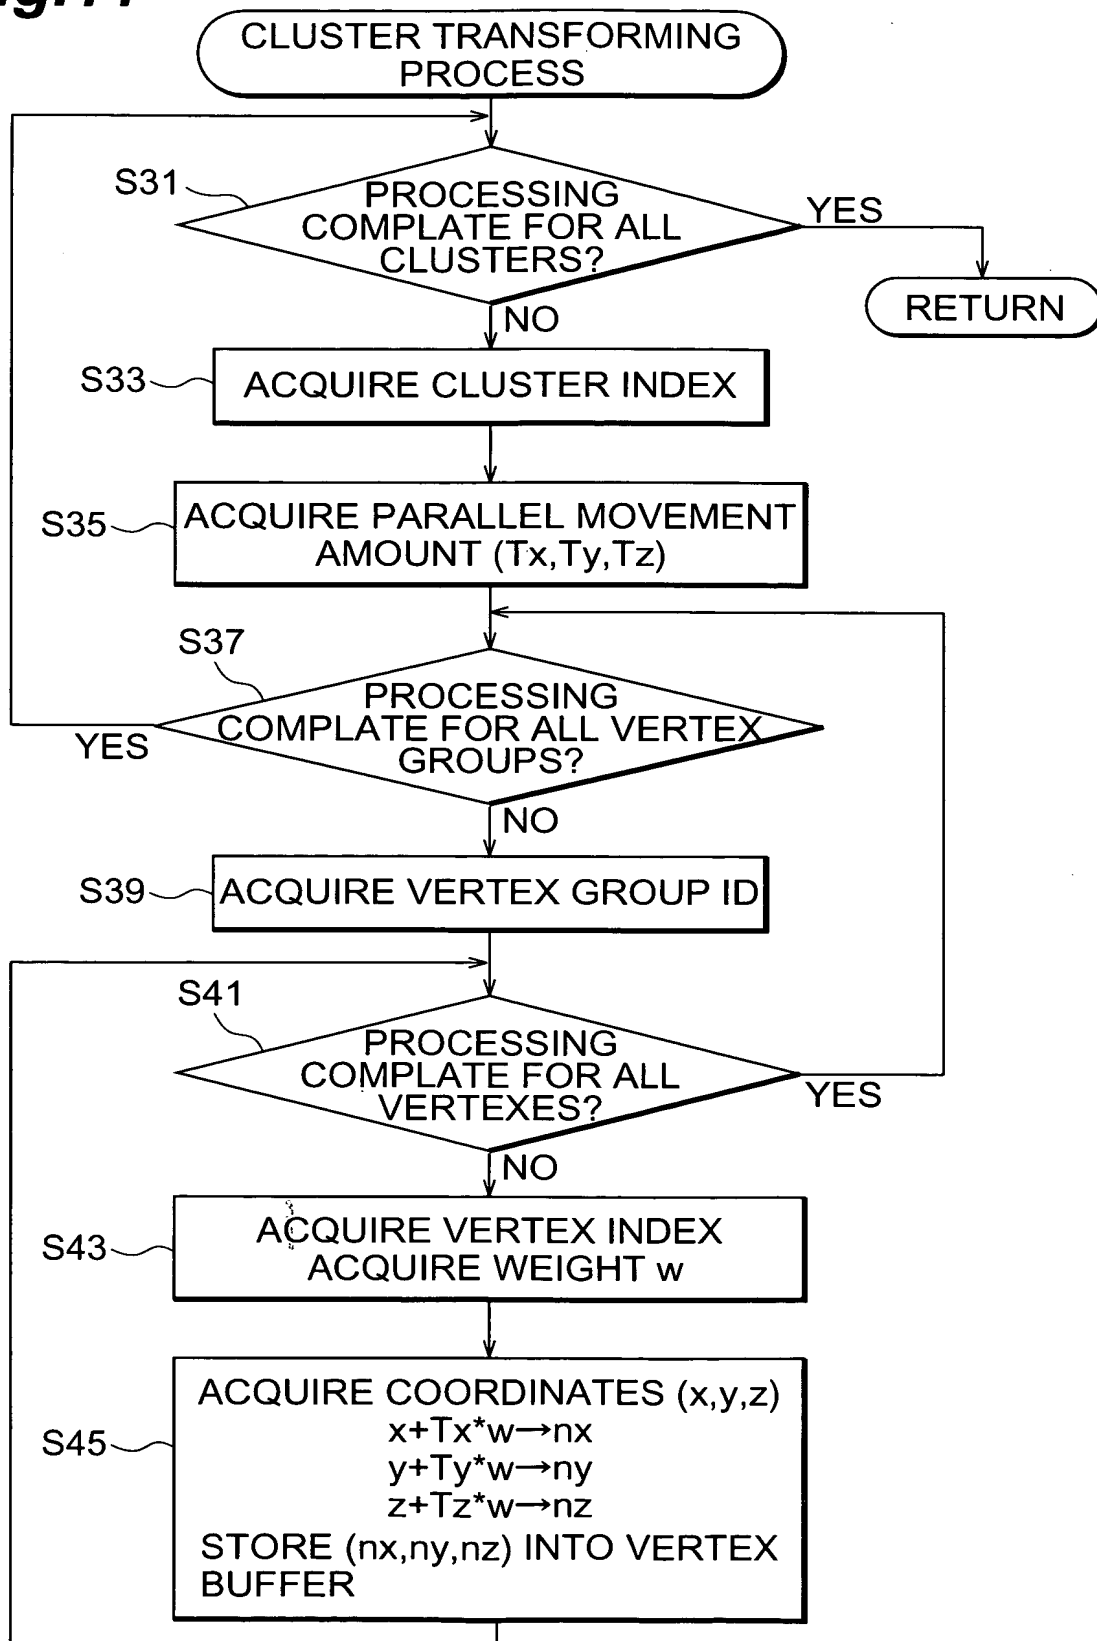 CLUSTER TRANSFORMING
PROCESS
S31
PROCESSING
COMPLATE FOR ALL
CLUSTERS?
YES
RETURN
NO
S33
ACQUIRE CLUSTER INDEX
S35
ACQUIRE PARALLEL MOVEMENT
AMOUNT (Tx,Ty,Tz)
S37
PROCESSING
COMPLATE FOR ALL VERTEX
GROUPS?
YES
NO
S39
ACQUIRE VERTEX GROUP ID
S41
PROCESSING
COMPLATE FOR ALL
VERTEXES?
YES
NO
S43
ACQUIRE VERTEX INDEX
ACQUIRE WEIGHT w
S45
ACQUIRE COORDINATES (x,y,z)
x+Tx*w→nx
y+Ty*w→ny
z+Tz*w→nz
STORE (nx,ny,nz) INTO VERTEX
BUFFER